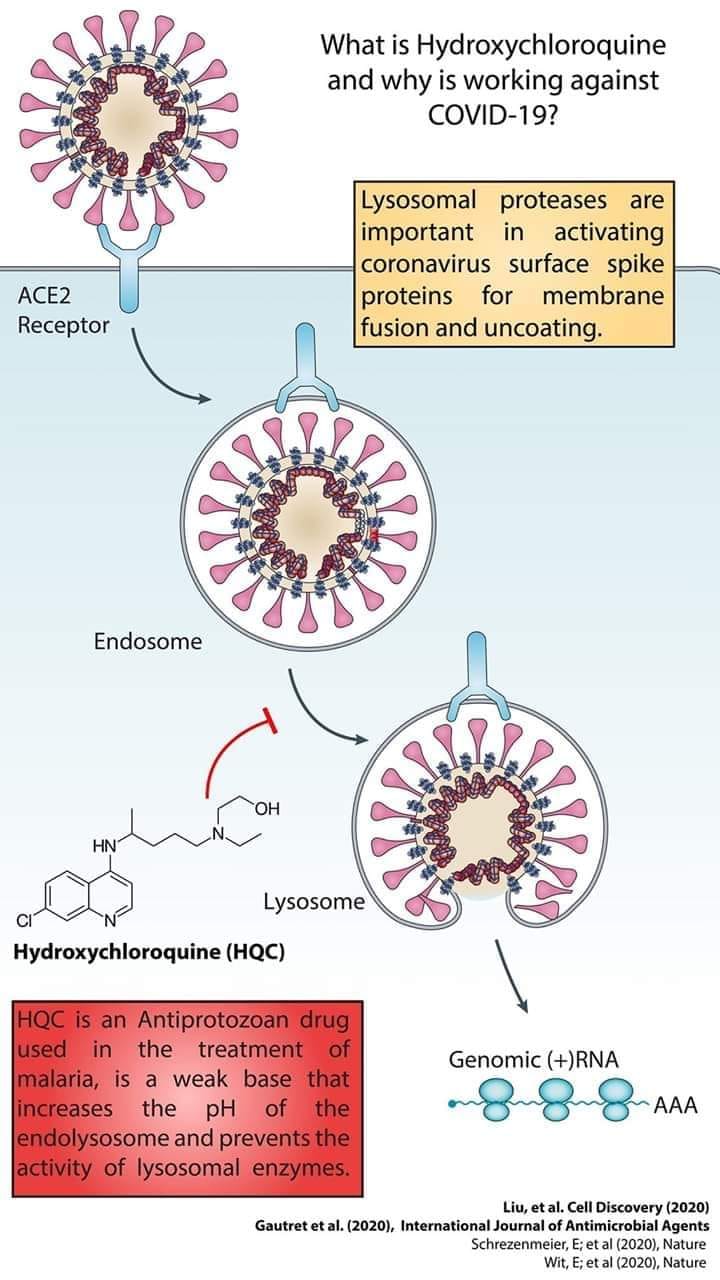 What is Hydroxychloroquine
and why is working against
COVID-19?
Lysosomal proteases are
important in activating
coronavirus surface spike
proteins for membrane
fusion and uncoating.
ACE2
Receptor
Endosome
OH
N
HN
Cl
N
Lysosome
Hydroxychloroquine (HQC)
HQC is an Antiprotozoan drug
used in the treatment of
malaria, is a weak base that
increases the pH of the
endolysosome and prevents the
activity of lysosomal enzymes.
Genomic (+)RNA
AAA
Liu, et al. Cell Discovery (2020)
Gautret et al. (2020), International Journal of Antimicrobial Agents
Schrezenmeier, E; et al (2020), Nature
Wit, E; et al (2020), Nature